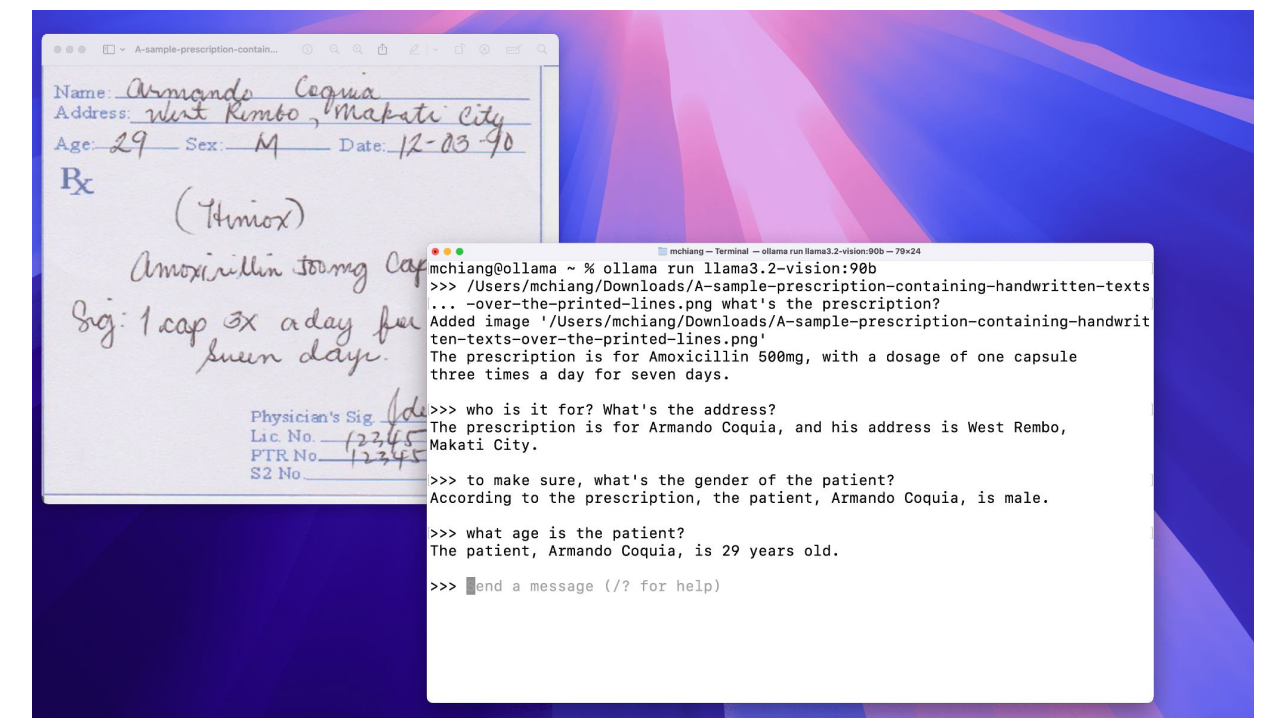 A-sample-prescription-contain...
Name: Armando Coquia
Address: West Rembo, Makati City
Age: 29 Sex: M Date: 12-03-90
Rx
(Himox)
Amoxicillin 500mg Cap
Sig: 1 cap 3x a day for
seven days.
Physician's Sig.
Lic. No. 12345
PTR No. 12345
S2 No.
mchiang — Terminal — ollama run llama3.2-vision:90b — 79×24
mchiang@ollama ~ % ollama run llama3.2-vision:90b
>>> /Users/mchiang/Downloads/A-sample-prescription-containing-handwritten-texts
... -over-the-printed-lines.png what's the prescription?
Added image '/Users/mchiang/Downloads/A-sample-prescription-containing-handwrit
ten-texts-over-the-printed-lines.png'
The prescription is for Amoxicillin 500mg, with a dosage of one capsule
three times a day for seven days.
>>> who is it for? What's the address?
The prescription is for Armando Coquia, and his address is West Rembo,
Makati City.
>>> to make sure, what's the gender of the patient?
According to the prescription, the patient, Armando Coquia, is male.
>>> what age is the patient?
The patient, Armando Coquia, is 29 years old.
>>> Send a message (/? for help)